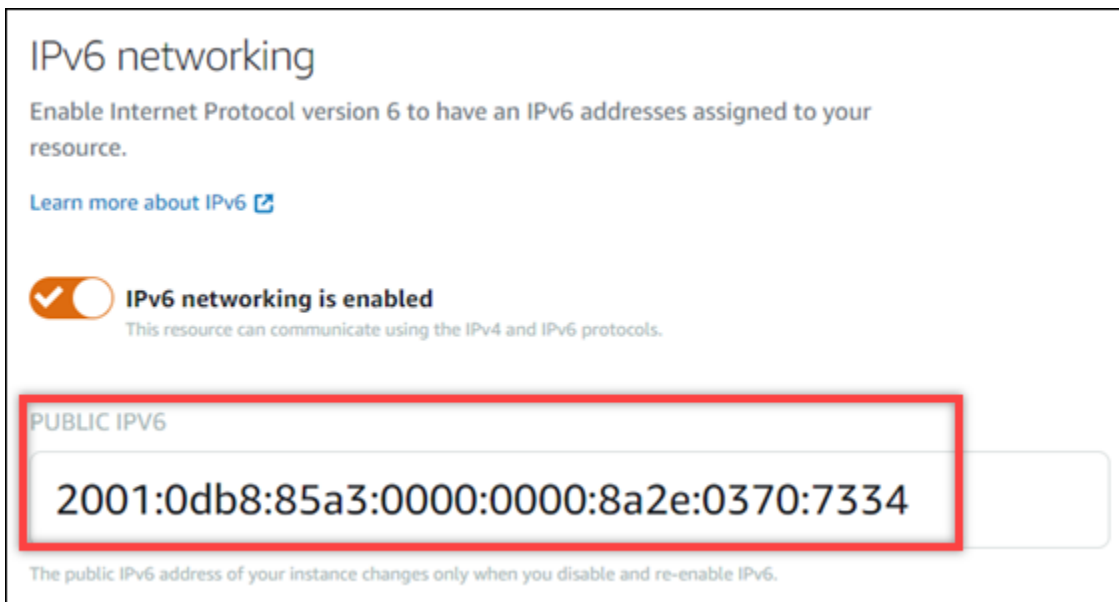 IPv6 networking
Enable Internet Protocol version 6 to have an IPv6 addresses assigned to your
resource.
Learn more about IPv6
IPv6 networking is enabled
This resource can communicate using the IPv4 and IPv6 protocols.
PUBLIC IPV6
2001:0db8:85a3:0000:0000:8a2e:0370:7334
The public IPv6 address of your instance changes only when you disable and re-enable IPv6.